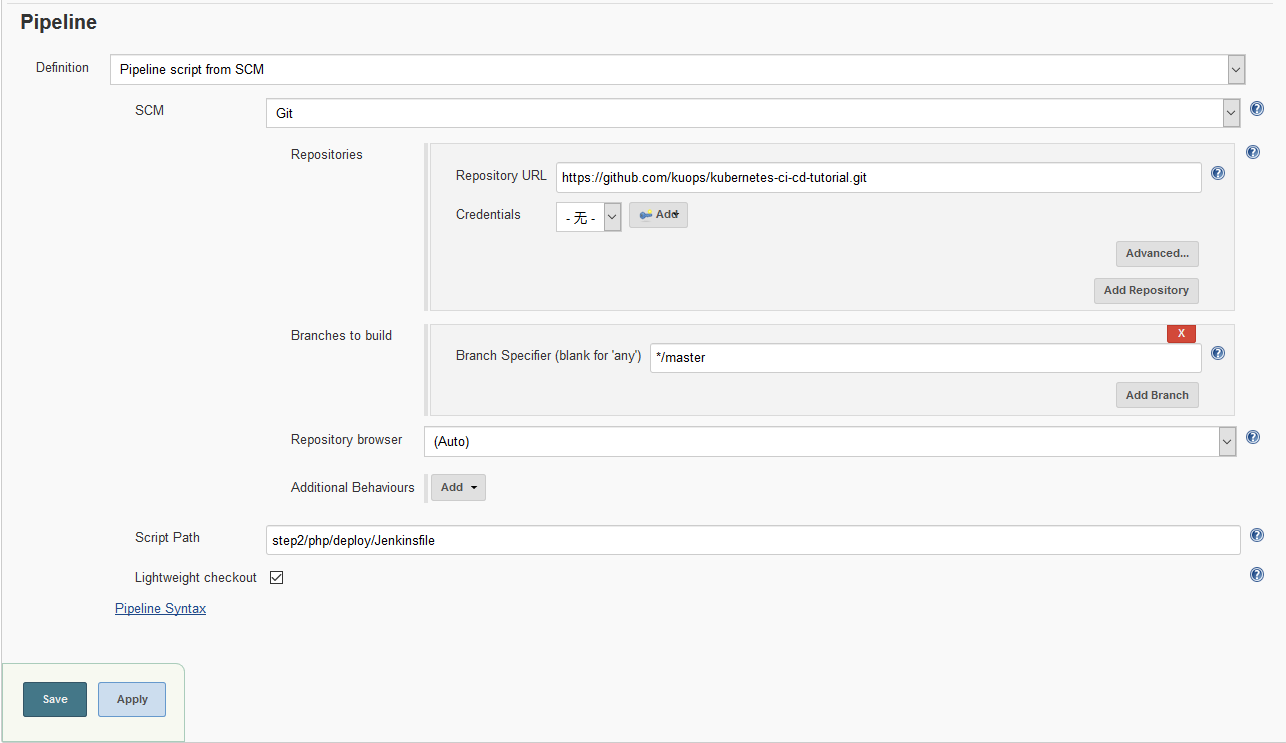 Pipeline
Definition
Pipeline script from SCM
SCM
Git
Repositories
Repository URL
https://github.com/kuops/kubernetes-ci-cd-tutorial.git
Credentials
- 无 -
Add
Advanced...
Add Repository
Branches to build
X
Branch Specifier (blank for 'any')
*/master
Add Branch
Repository browser
(Auto)
Additional Behaviours
Add
Script Path
step2/php/deploy/Jenkinsfile
Lightweight checkout
Pipeline Syntax
Save
Apply